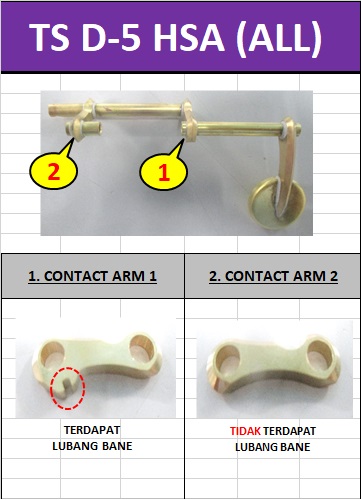 TS D-5 HSA (ALL)
2
1
1. CONTACT ARM 1
2. CONTACT ARM 2
TERDAPAT
LUBANG BANE
TIDAK TERDAPAT
LUBANG BANE